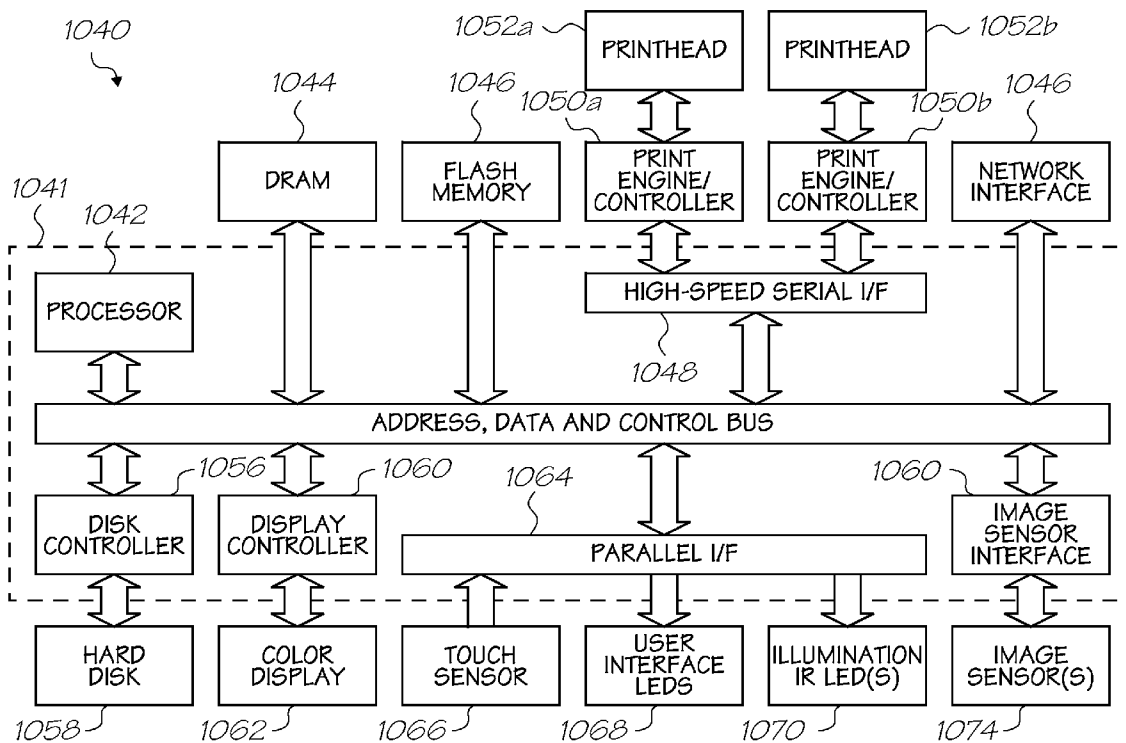 1040
1052a
PRINTHEAD
PRINTHEAD
1052b
1044
1046
1050a
1050b
1046
DRAM
FLASH
MEMORY
PRINT
ENGINE/
CONTROLLER
PRINT
ENGINE/
CONTROLLER
NETWORK
INTERFACE
1041
1042
PROCESSOR
HIGH-SPEED SERIAL I/F
1048
ADDRESS, DATA AND CONTROL BUS
1056
1060
1064
1060
DISK
CONTROLLER
DISPLAY
CONTROLLER
PARALLEL I/F
IMAGE
SENSOR
INTERFACE
HARD
DISK
COLOR
DISPLAY
TOUCH
SENSOR
USER
INTERFACE
LEDS
ILLUMINATION
IR LED(S)
IMAGE
SENSOR(S)
1058
1062
1066
1068
1070
1074